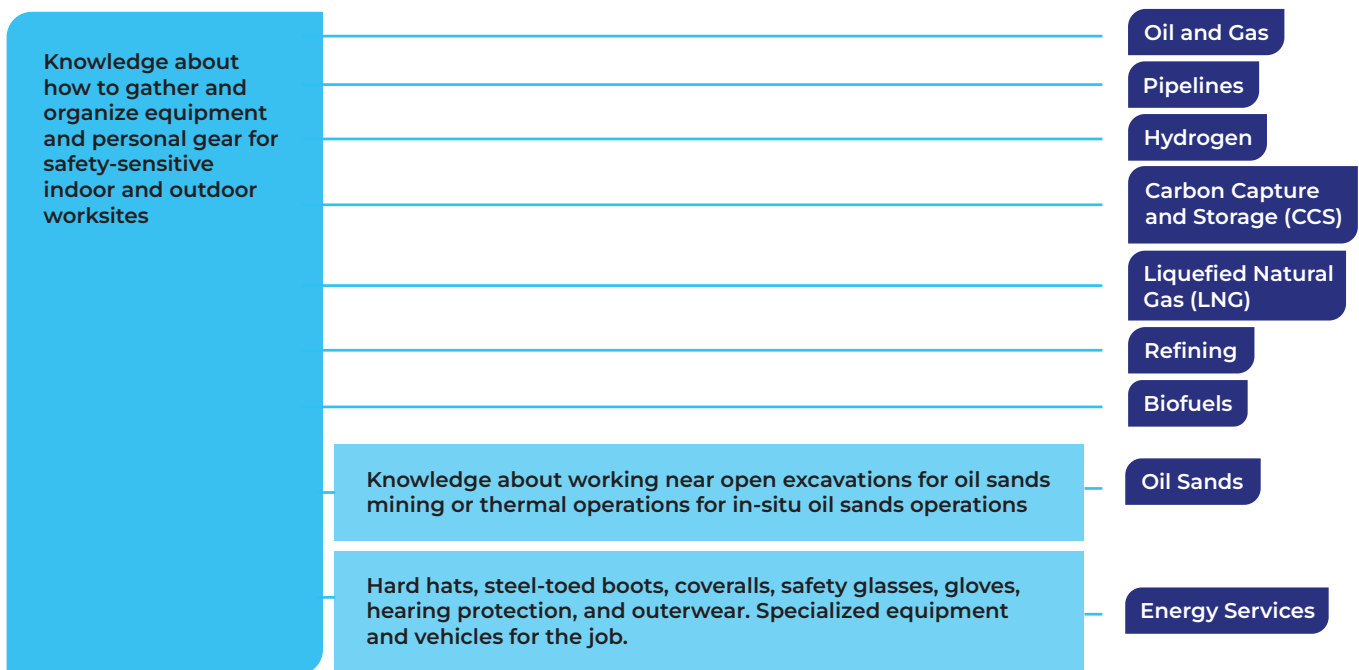 Knowledge about
how to gather and
organize equipment
and personal gear for
safety-sensitive
indoor and outdoor
worksites
Oil and Gas
Pipelines
Hydrogen
Carbon Capture
and Storage (CCS)
Liquefied Natural
Gas (LNG)
Refining
Biofuels
Knowledge about working near open excavations for oil sands
mining or thermal operations for in-situ oil sands operations
Oil Sands
Hard hats, steel-toed boots, coveralls, safety glasses, gloves,
hearing protection, and outerwear. Specialized equipment
and vehicles for the job.
Energy Services